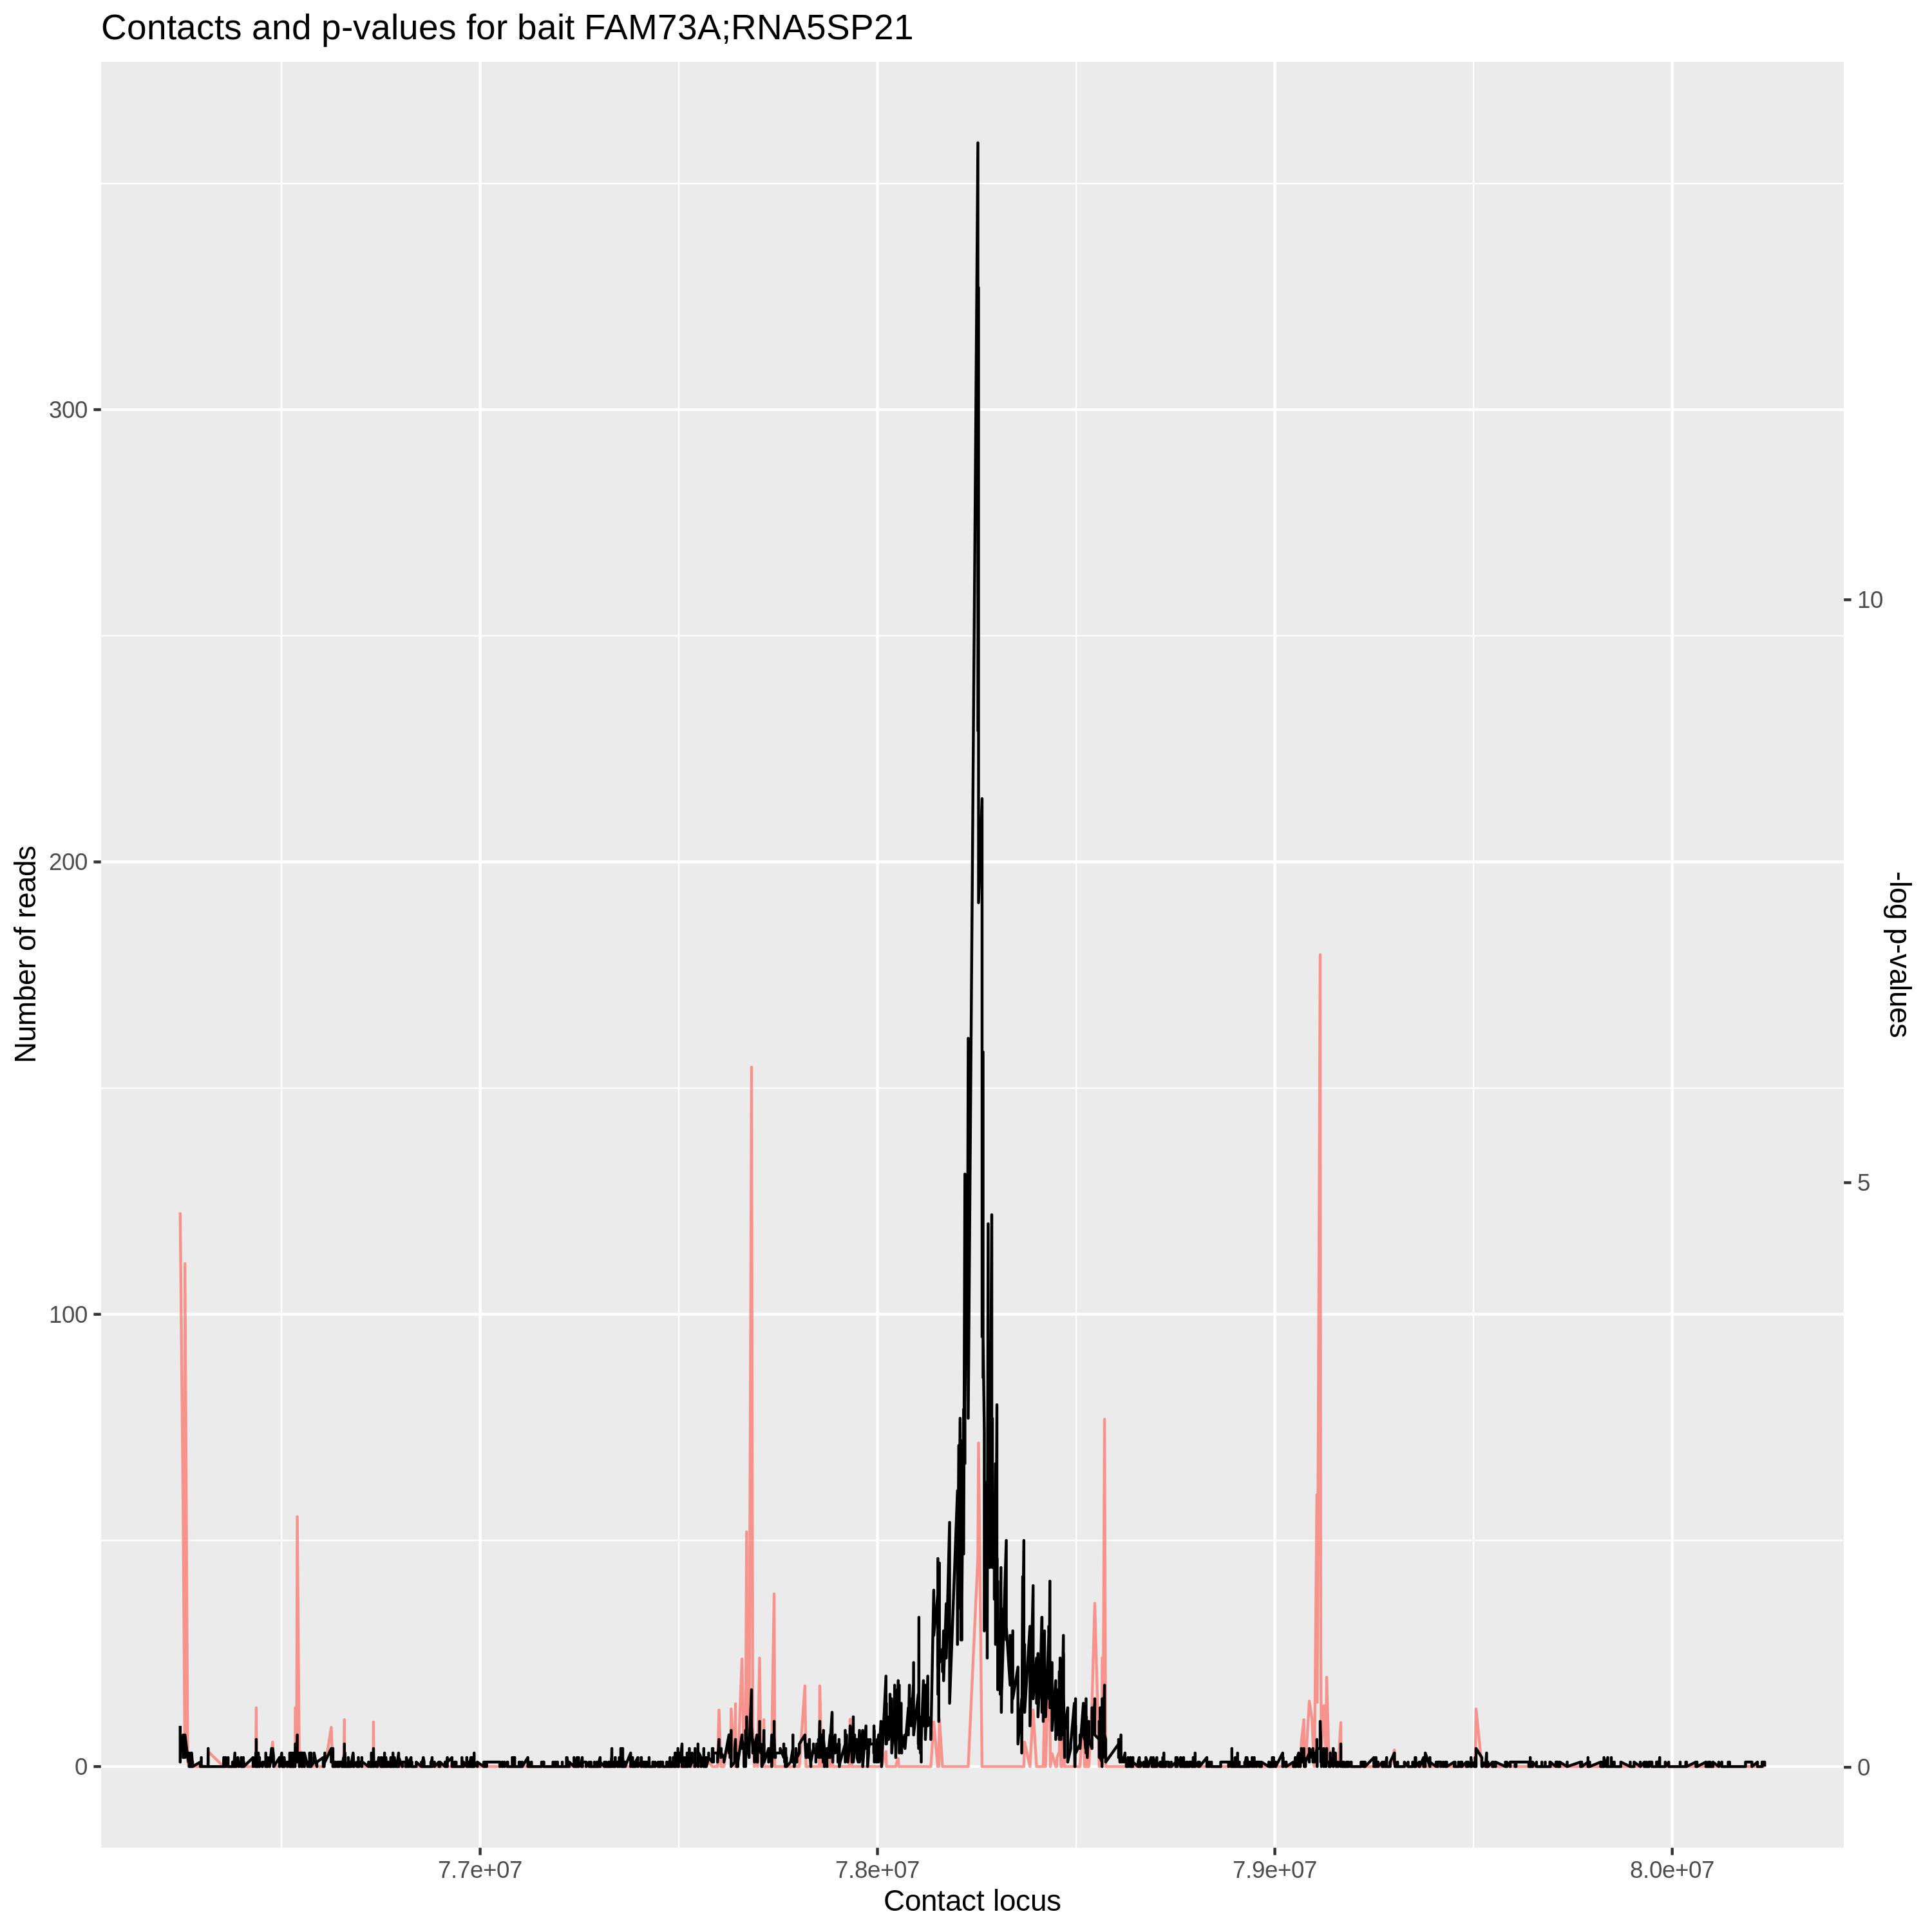 Contacts and p-values for bait FAM73A;RNA5SP21
Number of reads
300
200
100
0
10
5
0
-log p-values
7.7e+07 7.8e+07 7.9e+07 8.0e+07
Contact locus